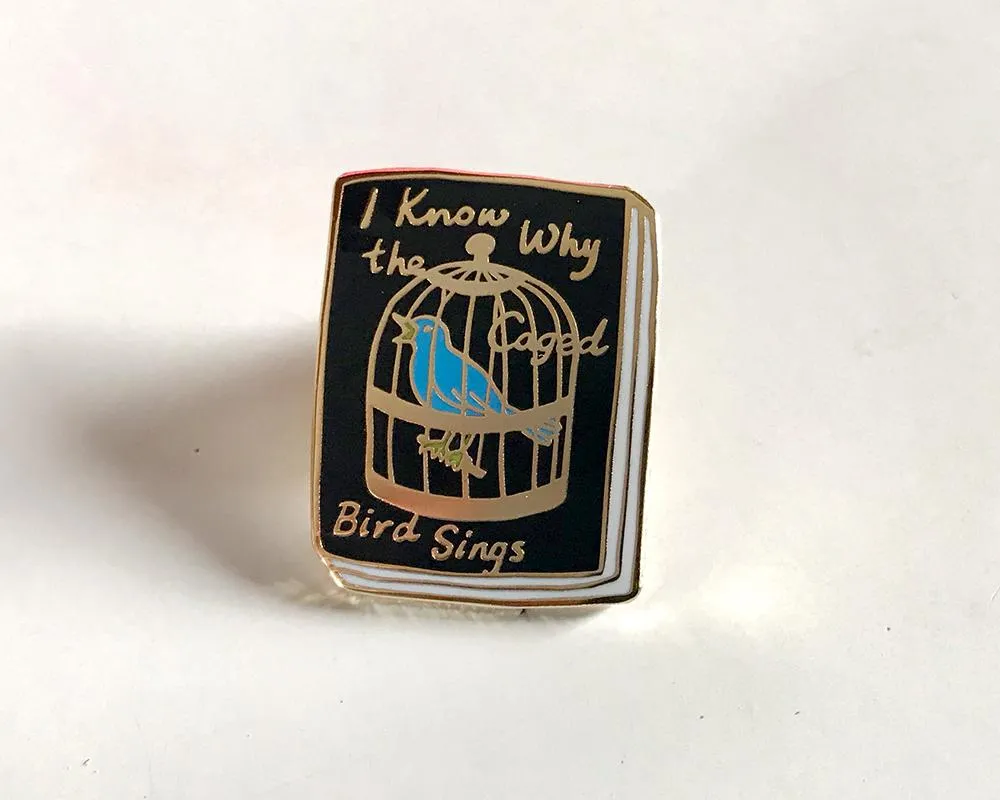 I Know Why
the
Caged
Bird Sings